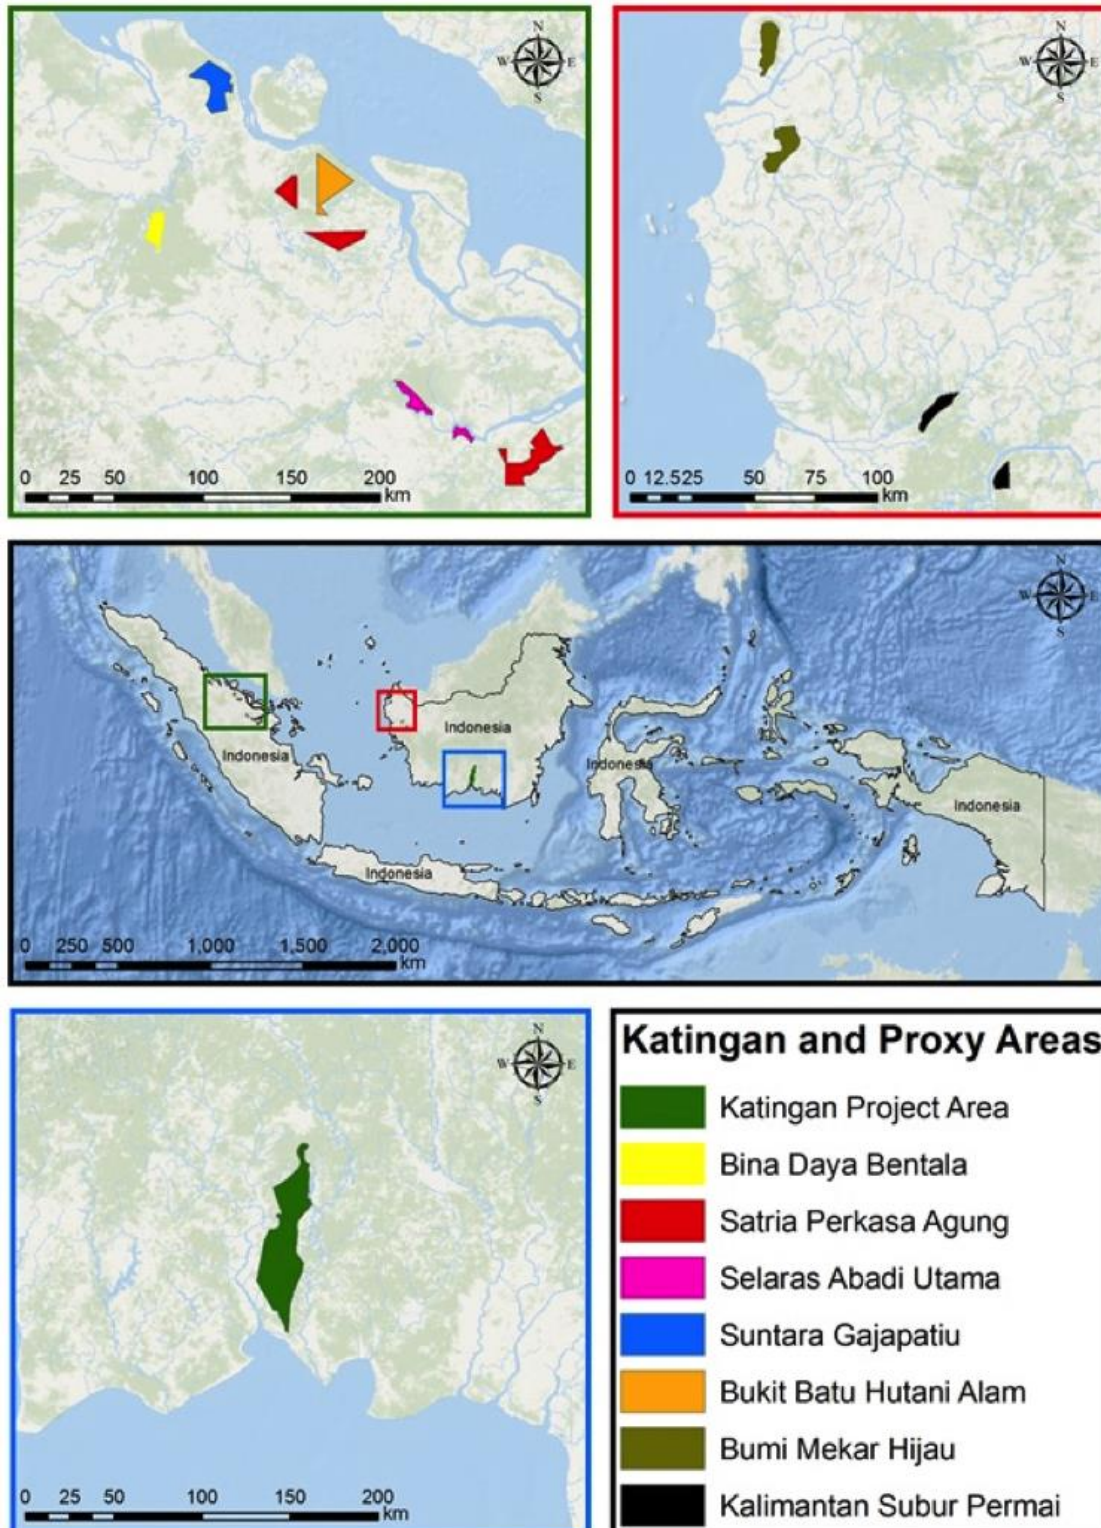 N
W E
S
0 50 100 200
km
N
W E
S
0 12.525 50 75 100
km
N
W E
S
Indonesia
Indonesia
Indonesia
Indonesia
Indonesia
0 250 500 1,000 1,500 2,000
km
N
W E
S
0 25 50 100 150 200
km
Katingan and Proxy Areas
Katingan Project Area
Bina Daya Bentala
Satria Perkasa Agung
Selaras Abadi Utama
Suntara Gajapatiu
Bukit Batu Hutani Alam
Bumi Mekar Hijau
Kalimantan Subur Permai